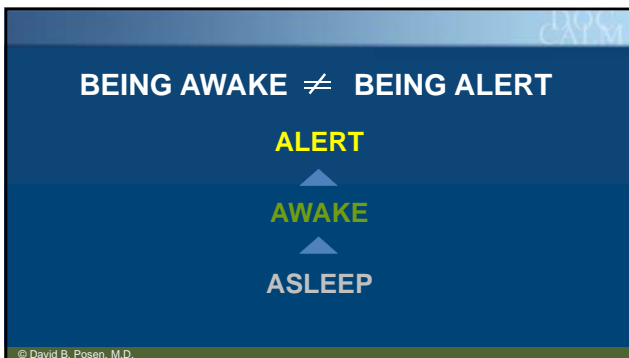 DOC
CALM
BEING AWAKE ≠ BEING ALERT
ALERT
AWAKE
ASLEEP
© David B. Posen, M.D.